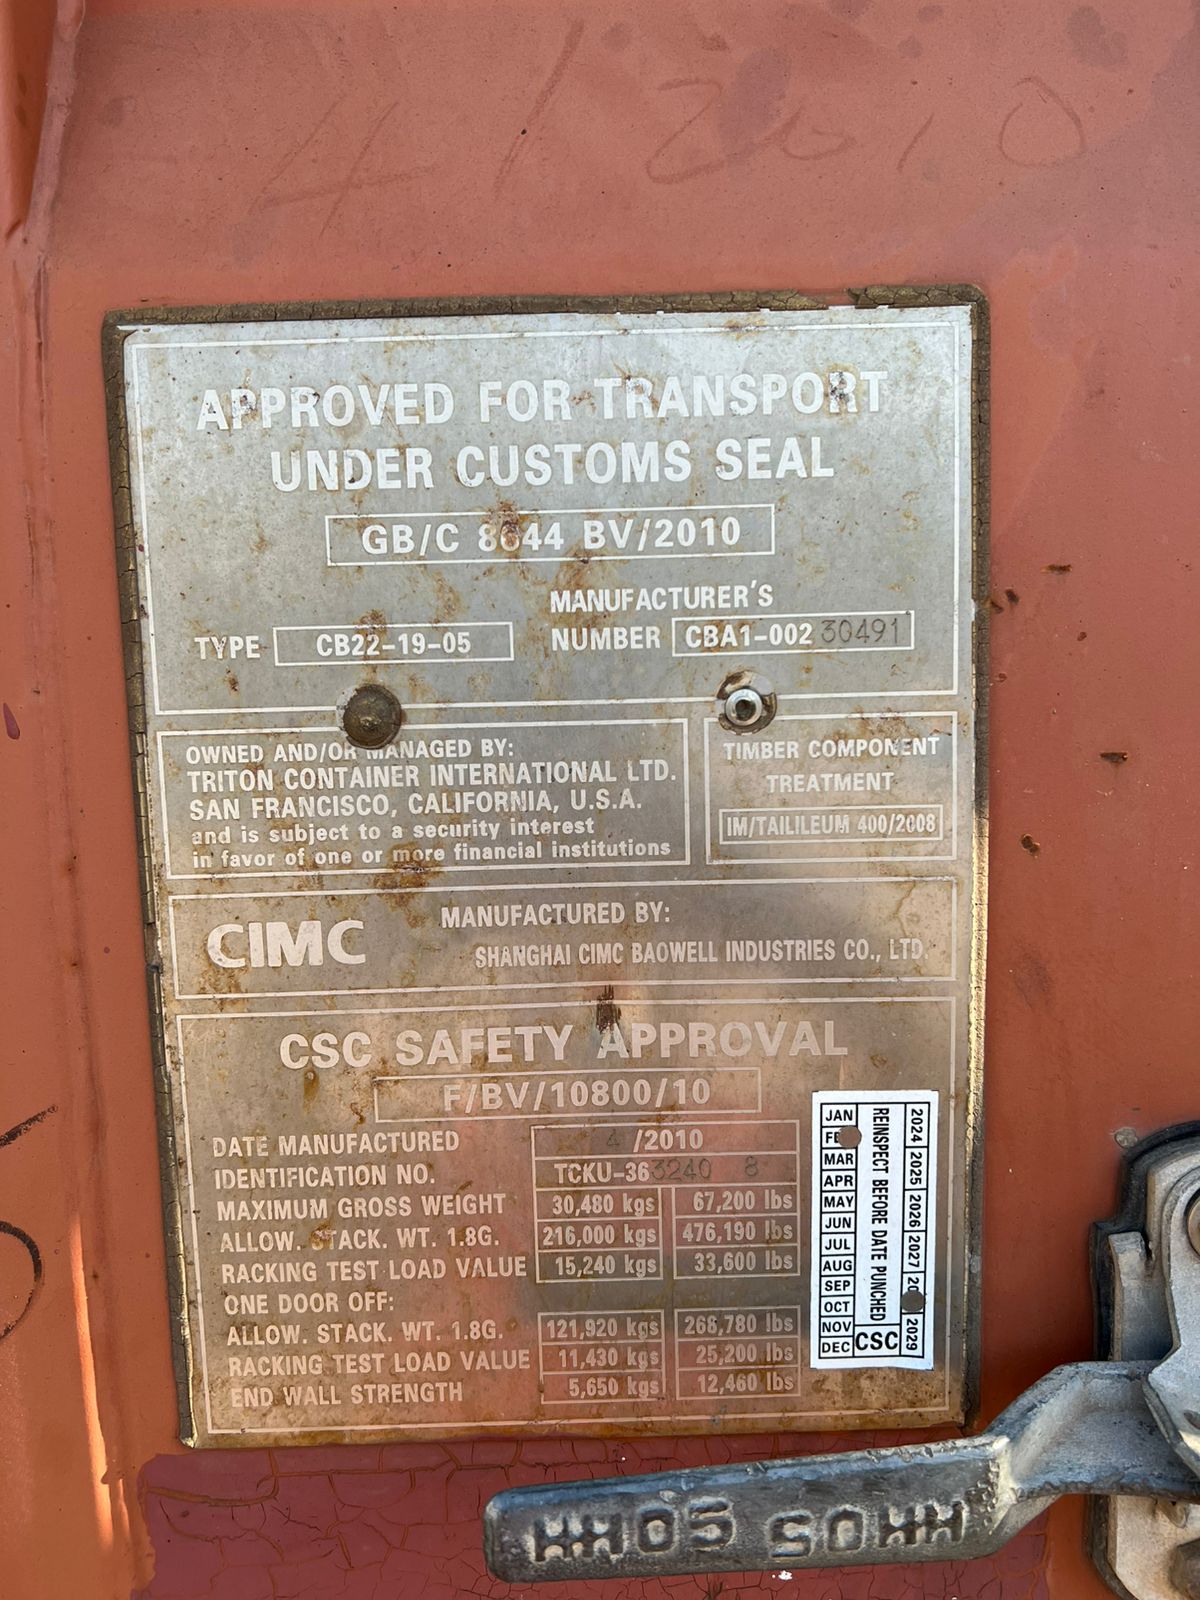 4 / 2010
APPROVED FOR TRANSPORT
UNDER CUSTOMS SEAL
GB/C 8644 BV/2010
MANUFACTURER'S
TYPE CB22-19-05 NUMBER CBA1-002 30491
OWNED AND/OR MANAGED BY:
TRITON CONTAINER INTERNATIONAL LTD.
SAN FRANCISCO, CALIFORNIA, U.S.A.
and is subject to a security interest
in favor of one or more financial institutions
TIMBER COMPONENT
TREATMENT
IM/TAILILEUM 400/2008
CIMC
MANUFACTURED BY:
SHANGHAI CIMC BAOWELL INDUSTRIES CO., LTD.
CSC SAFETY APPROVAL
F/BV/10800/10
DATE MANUFACTURED 4 /2010
IDENTIFICATION NO. TCKU-363240 8
MAXIMUM GROSS WEIGHT 30,480 kgs 67,200 lbs
ALLOW. STACK. WT. 1.8G. 216,000 kgs 476,190 lbs
RACKING TEST LOAD VALUE 15,240 kgs 33,600 lbs
ONE DOOR OFF:
ALLOW. STACK. WT. 1.8G. 121,920 kgs 268,780 lbs
RACKING TEST LOAD VALUE 11,430 kgs 25,200 lbs
END WALL STRENGTH 5,650 kgs 12,460 lbs
JAN
MAR
APR
MAY
JUN
JUL
AUG
SEP
OCT
NOV
DEC
REINSPECT BEFORE DATE PUNCHED
CSC
2024 2025 2026 2027 2029